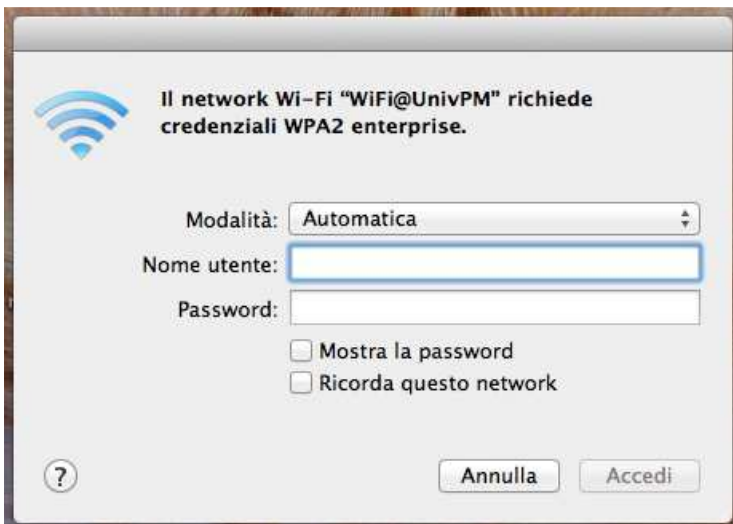 Il network Wi-Fi “WiFi@UnivPM” richiede
credenziali WPA2 enterprise.
Modalità: Automatica
Nome utente:
Password:
Mostra la password
Ricorda questo network
? Annulla Accedi